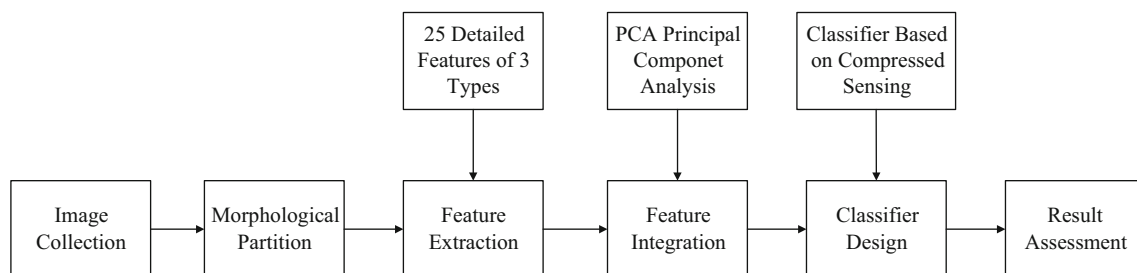 25 Detailed
Features of 3
Types
PCA Principal
Componet
Analysis
Classifier Based
on Compressed
Sensing
Image
Collection
Morphological
Partition
Feature
Extraction
Feature
Integration
Classifier
Design
Result
Assessment